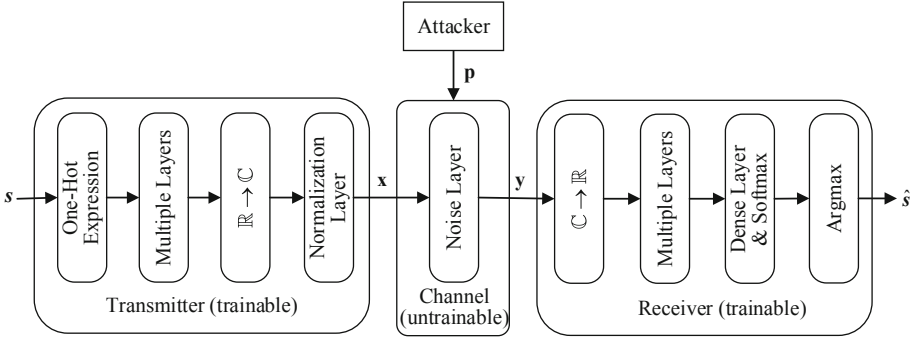 Attacker
p
s
One-Hot
Expression
Multiple Layers
ℝ → ℂ
Normalization
Layer
x
Noise Layer
y
ℂ → ℝ
Multiple Layers
Dense Layer
& Softmax
Argmax
ŝ
Transmitter (trainable)
Channel
(untrainable)
Receiver (trainable)